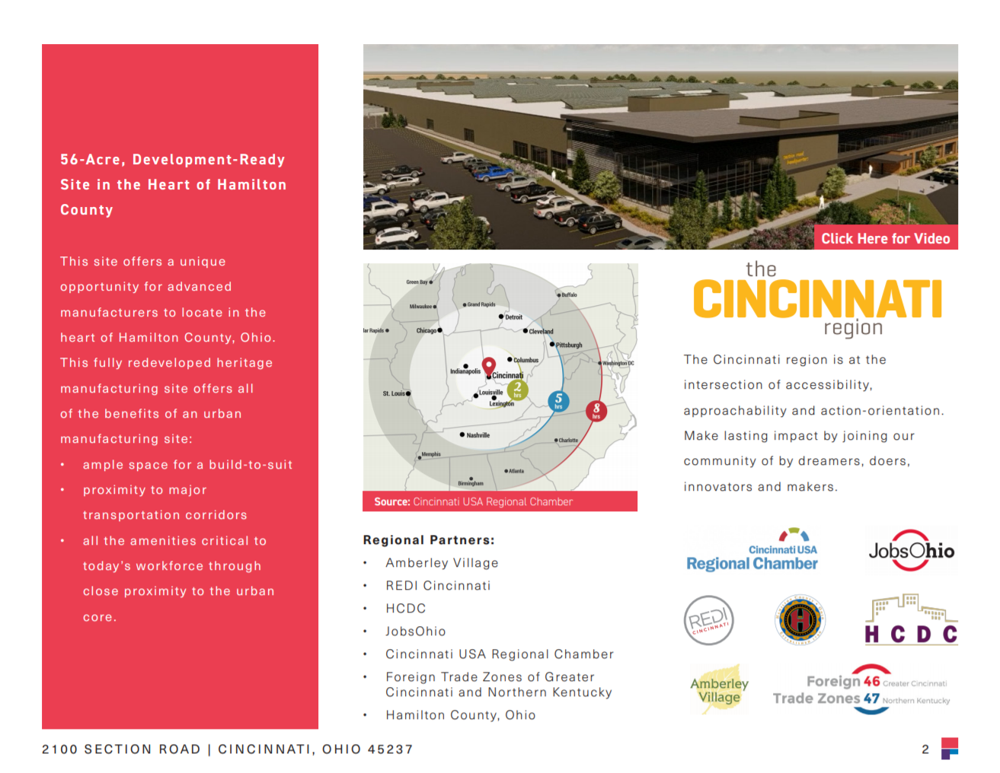 56-Acre, Development-Ready
Site in the Heart of Hamilton
County
This site offers a unique
opportunity for advanced
manufacturers to locate in the
heart of Hamilton County, Ohio.
This fully redeveloped heritage
manufacturing site offers all
of the benefits of an urban
manufacturing site:
• ample space for a build-to-suit
• proximity to major
transportation corridors
• all the amenities critical to
today's workforce through
close proximity to the urban
core.
section road
headquarters
Click Here for Video
Green Bay
Buffalo
Milwaukee
Grand Rapids
Detroit
lar Rapids
Chicago
Cleveland
Pittsburgh
Columbus
Washington DC
Indianapolis
Cincinnati
St. Louis
Louisville
2
hrs
Lexington
5
hrs
8
hrs
Nashville
Charlotte
Memphis
Atlanta
Birmingham
Source: Cincinnati USA Regional Chamber
the
CINCINNATI
region
The Cincinnati region is at the
intersection of accessibility,
approachability and action-orientation.
Make lasting impact by joining our
community of by dreamers, doers,
innovators and makers.
Regional Partners:
• Amberley Village
• REDI Cincinnati
• HCDC
• JobsOhio
• Cincinnati USA Regional Chamber
• Foreign Trade Zones of Greater
Cincinnati and Northern Kentucky
• Hamilton County, Ohio
Cincinnati USA
Regional Chamber
JobsOhio
REDI
CINCINNATI
H
HCDC
Amberley
Village
Foreign 46 Greater Cincinnati
Trade Zones 47 Northern Kentucky
2100 SECTION ROAD | CINCINNATI, OHIO 45237
2